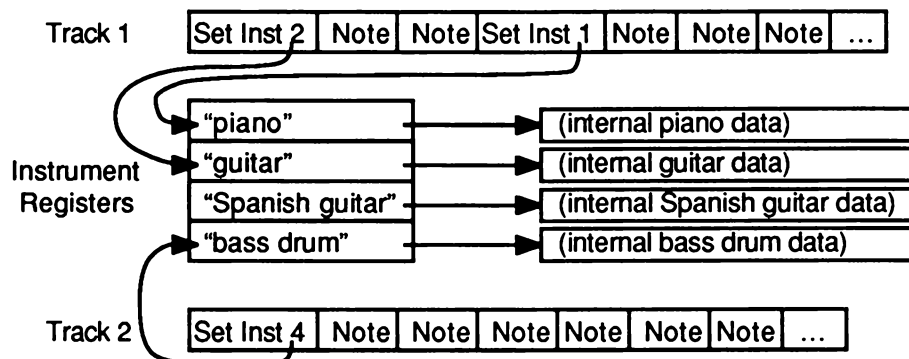 Track 1 Set Inst 2 Note Note Set Inst 1 Note Note Note ...
"piano" (internal piano data)
"guitar" (internal guitar data)
Instrument Registers
"Spanish guitar" (internal Spanish guitar data)
"bass drum" (internal bass drum data)
Track 2 Set Inst 4 Note Note Note Note Note Note ...